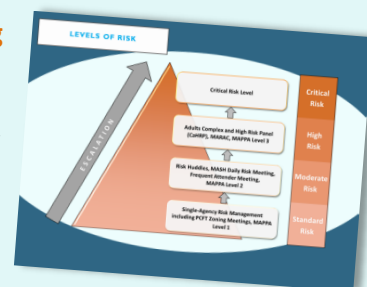 g
LEVELS OF RISK
ESCALATION
Critical Risk Level
Adults Complex and High Risk Panel
(CaHRP), MARAC, MAPPA Level 3
Risk Huddles, MASH Daily Risk Meeting,
Frequent Attender Meeting,
MAPPA Level 2
Single-Agency Risk Management
including PCFT Zoning Meetings, MAPPA
Level 1
Critical
Risk
High
Risk
Moderate
Risk
Standard
Risk